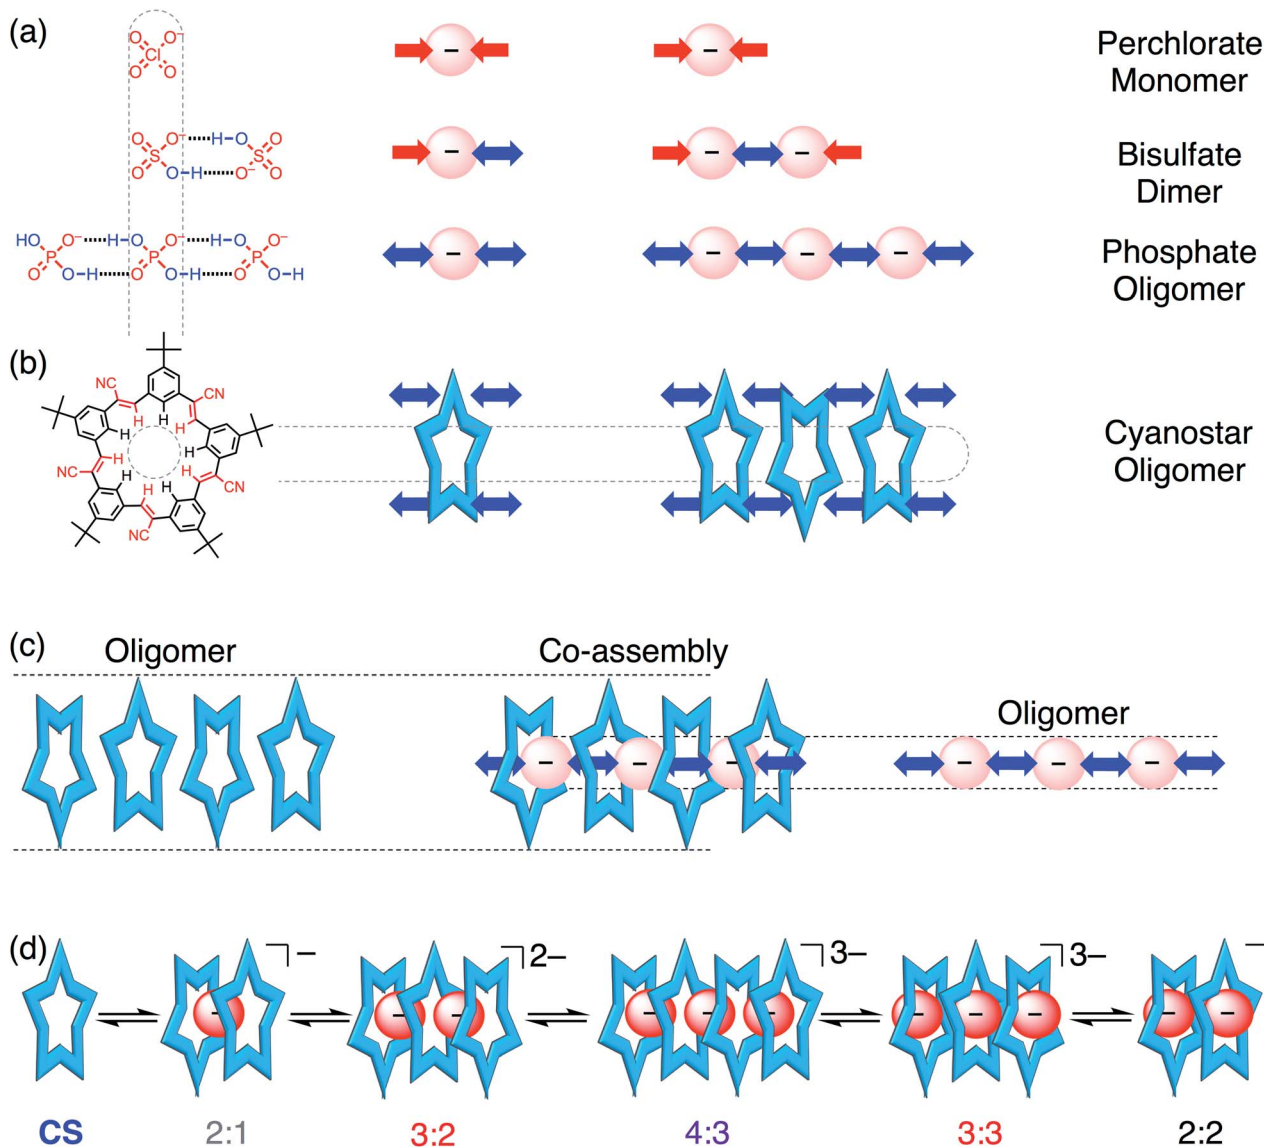 (a)
O O⁻
Cl
O O
Perchlorate
Monomer
O O⁻ H–O O
S S
O O–H O⁻ O
Bisulfate
Dimer
HO O⁻ H–O O⁻ H–O O⁻
P P P
O O–H O O–H O O–H
Phosphate
Oligomer
– –
– – –
– – – –
(b)
NC CN
H H H
H H
NC H H CN
H H H
NC
Cyanostar
Oligomer
(c)
Oligomer Co-assembly
Oligomer
– – – – – –
(d)
– 2– 3– 3– –
– – – – – – – – – – –
CS 2:1 3:2 4:3 3:3 2:2